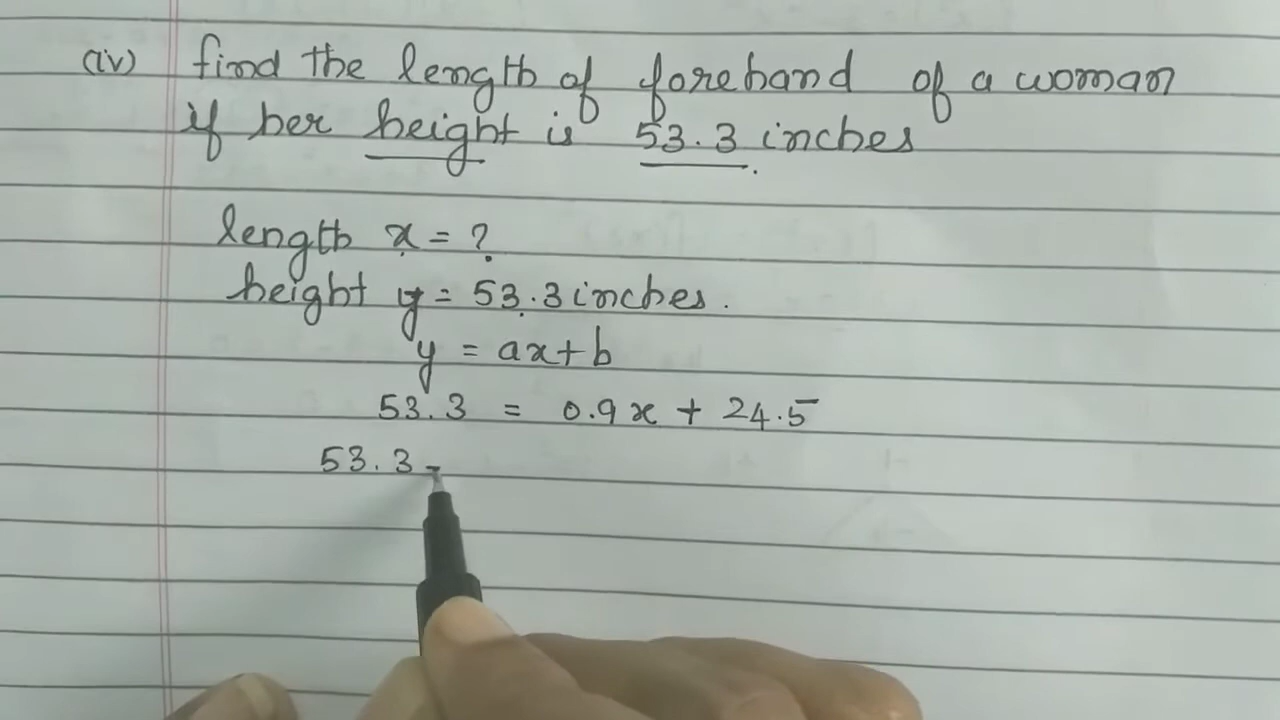 (iv) find the length of forehand of a woman
if her height is 53.3 inches.
length x = ?
height y = 53.3 inches.
y = ax+b
53.3 = 0.9x + 24.5
53.3 -